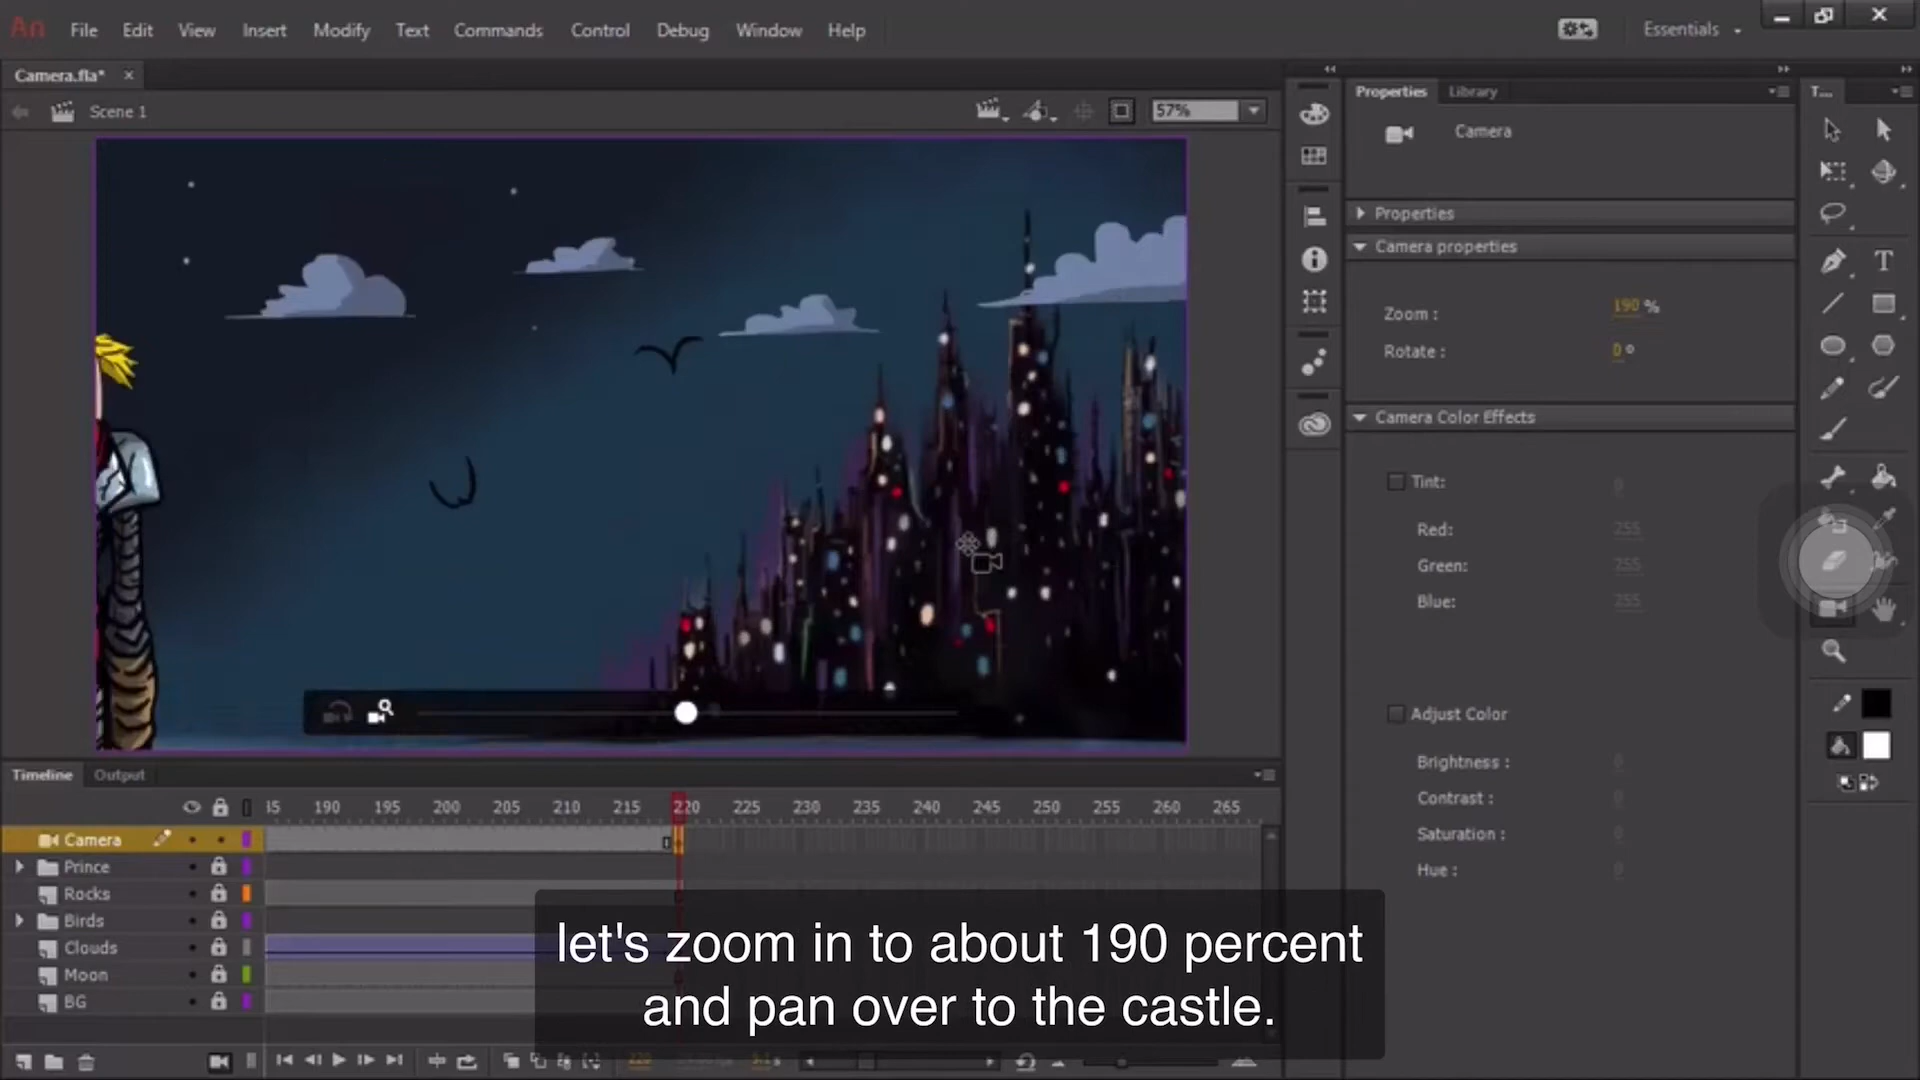 An File Edit View Insert Modify Text Commands Control Debug Window Help Essentials
Camera.fla*
Scene 1 57%
Properties Library T...
Camera
Properties
Camera properties
Zoom : 190 %
Rotate : 0 °
Camera Color Effects
Tint: 0
Red: 255
Green: 255
Blue: 255
Adjust Color
Brightness : 0
Contrast : 0
Saturation : 0
Hue : 0
Timeline Output
190 195 200 205 210 215 220 225 230 235 240 245 250 255 260 265
Camera
Prince
Rocks
Birds
Clouds
Moon
BG
let's zoom in to about 190 percent
and pan over to the castle.
220